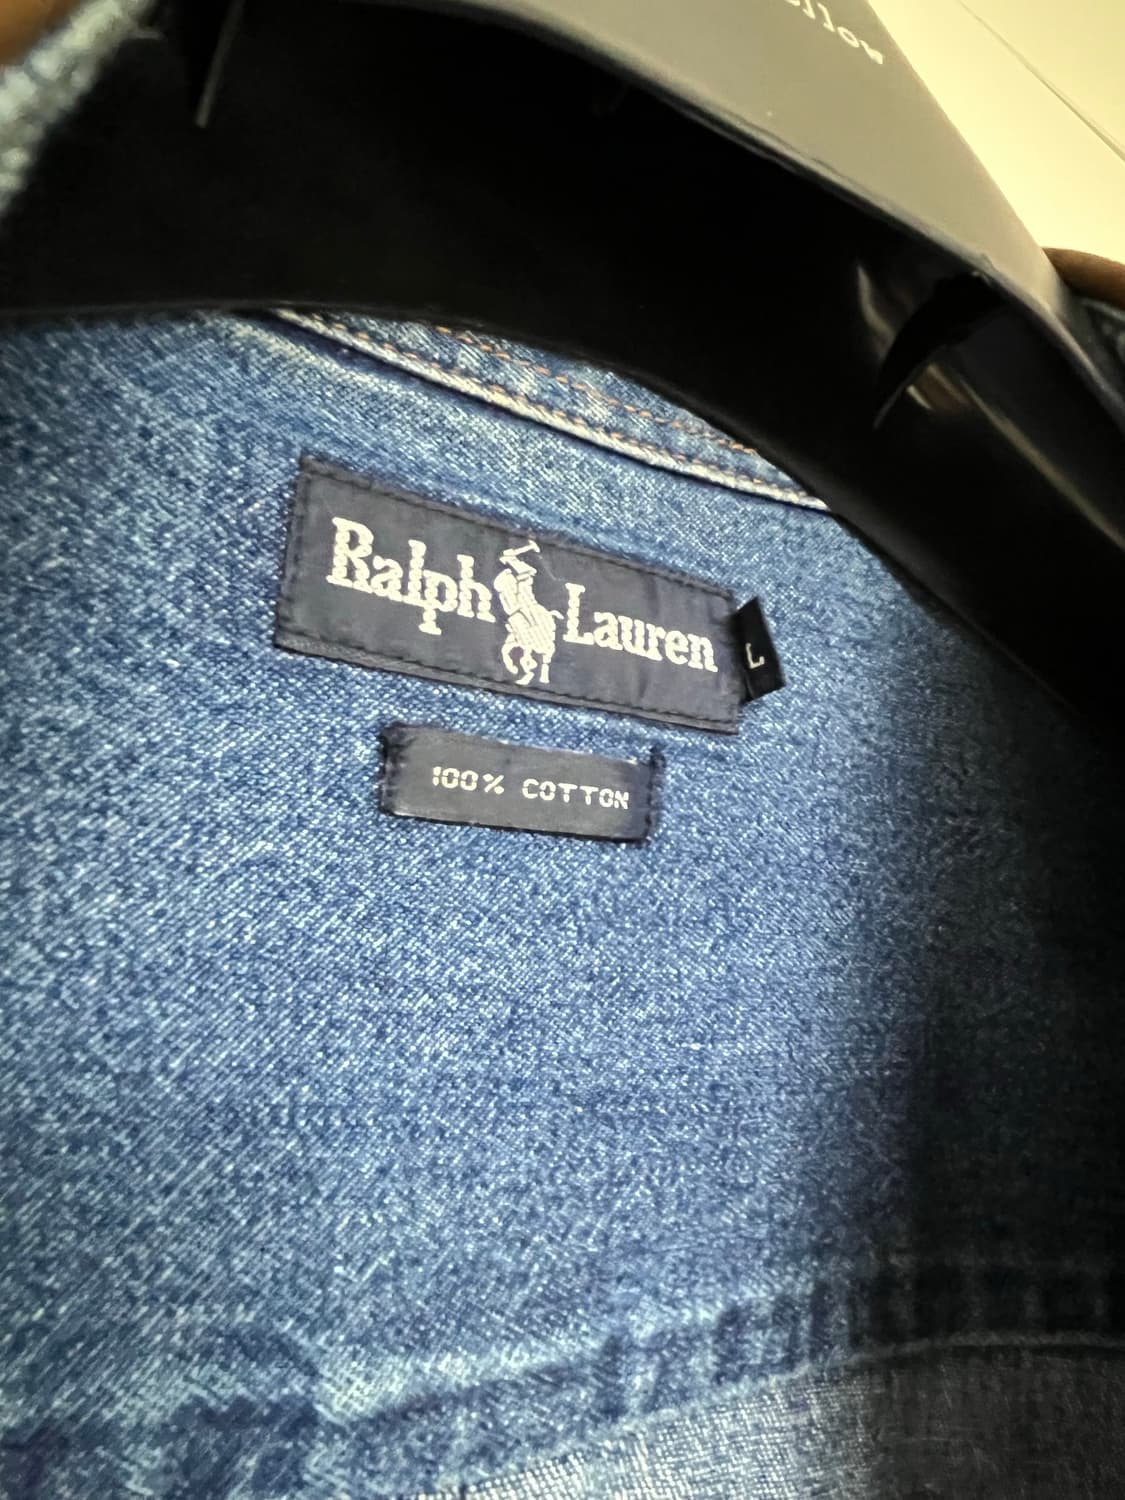 Ralph Lauren
L
100% COTTON